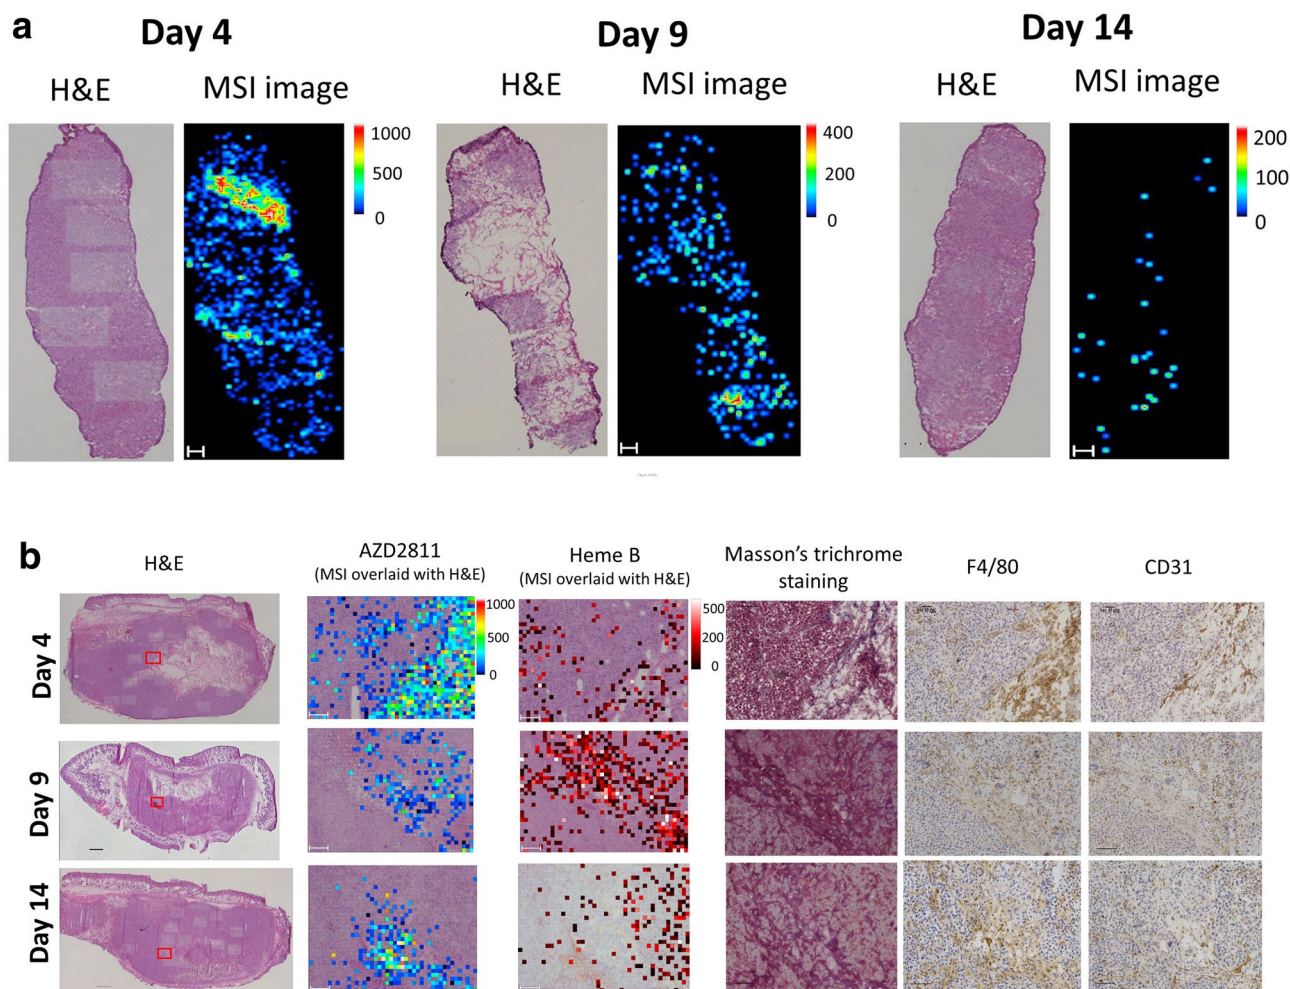 a
Day 4
Day 9
Day 14
H&E
MSI image
H&E
MSI image
H&E
MSI image
1000
500
0
400
200
0
200
100
0
b
H&E
AZD2811
(MSI overlaid with H&E)
Heme B
(MSI overlaid with H&E)
Masson's trichrome
staining
F4/80
CD31
Day 4
1000
500
0
500
200
0
Day 9
Day 14